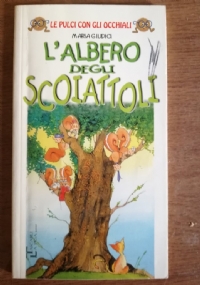 LE PULCI CON GLI OCCHIALI
MARISA GIUDICI
L'ALBERO
DEGLI
SCOIATTOLI